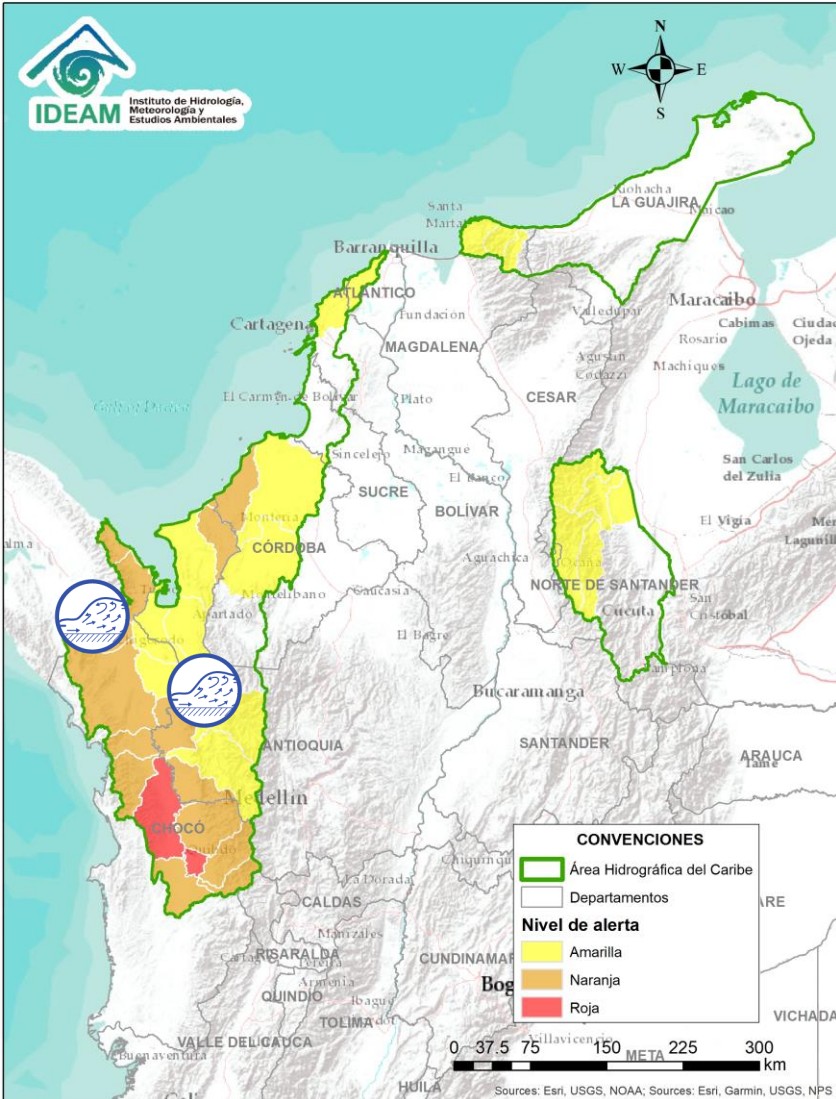 IDEAM
Instituto de Hidrología,
Meteorología y
Estudios Ambientales
N
W
E
S
Riohacha
LA GUAJIRA
Maicao
Santa
Marta
Barranquilla
ATLÁNTICO
Maracaibo
Fundación
Valledupar
Cabimas
Ciudad
Ojeda
Cartagena
Rosario
MAGDALENA
Agustín
Codazzi
Machiques
Lago de
Maracaibo
El Carmen de Bolívar
Plato
CESAR
Sincelejo
Magangué
San Carlos
del Zulia
El Banco
SUCRE
BOLÍVAR
Montería
El Vigía
CÓRDOBA
Aguachica
Ocaña
NORTE DE SANTANDER
Montelíbano
Caucasia
San
Cristóbal
Apartado
Cúcuta
El Bagre
Pamplona
Bucaramanga
ANTIOQUIA
SANTANDER
ARAUCA
Tame
Medellín
CHOCÓ
Quibdó
CONVENCIONES
Área Hidrográfica del Caribe
Departamentos
Nivel de alerta
Amarilla
Naranja
Roja
La Dorada
CALDAS
Manizales
RISARALDA
Pereira
CUNDINAMAR
Armenia
QUINDIO
Ibagué
Bog
TOLIMA
VICHADA
VALLE DEL CAUCA
Villavicencio
Buenaventura
META
HUILA
0 37.5 75 150 225 300
km
Sources: Esri, USGS, NOAA; Sources: Esri, Garmin, USGS, NPS